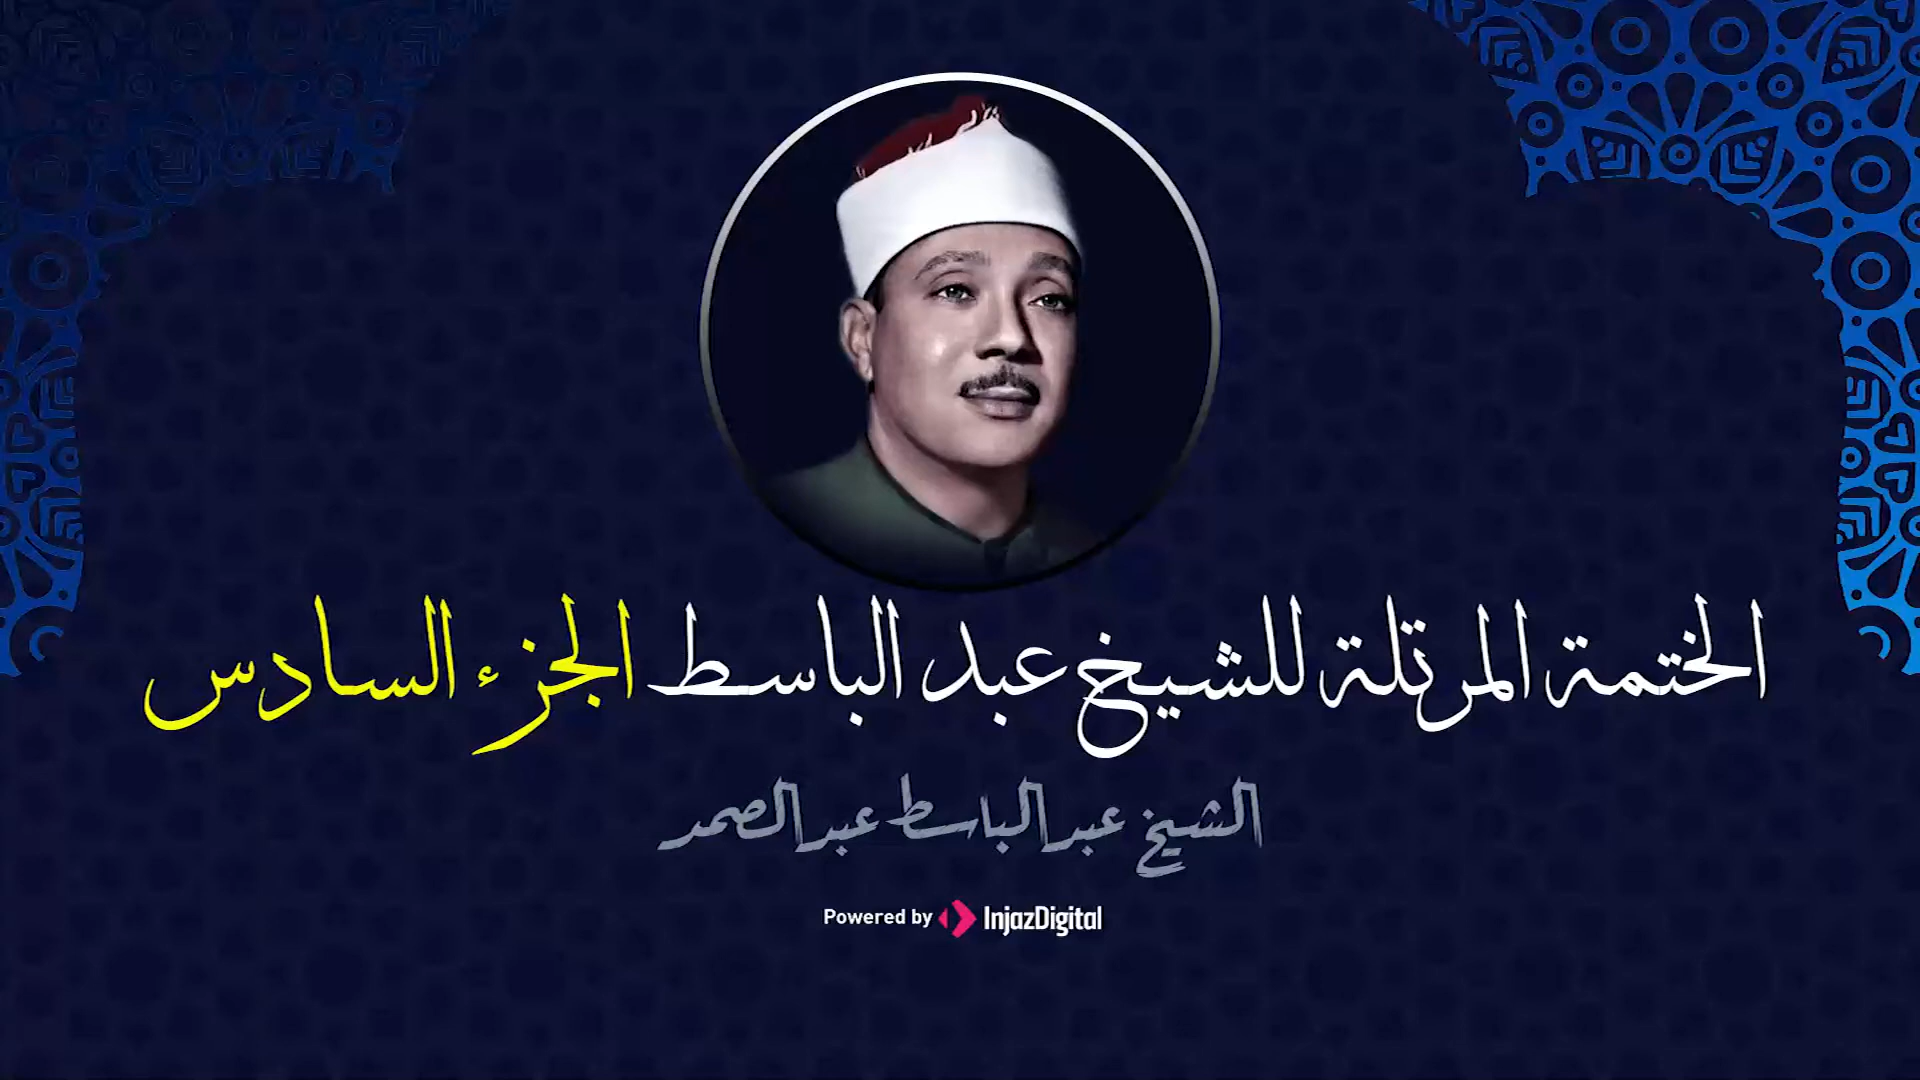 الختمة المرتلة للشيخ عبد الباسط الجزء السادس
الشيخ عبد الباسط عبد الصمد
Powered by InjazDigital